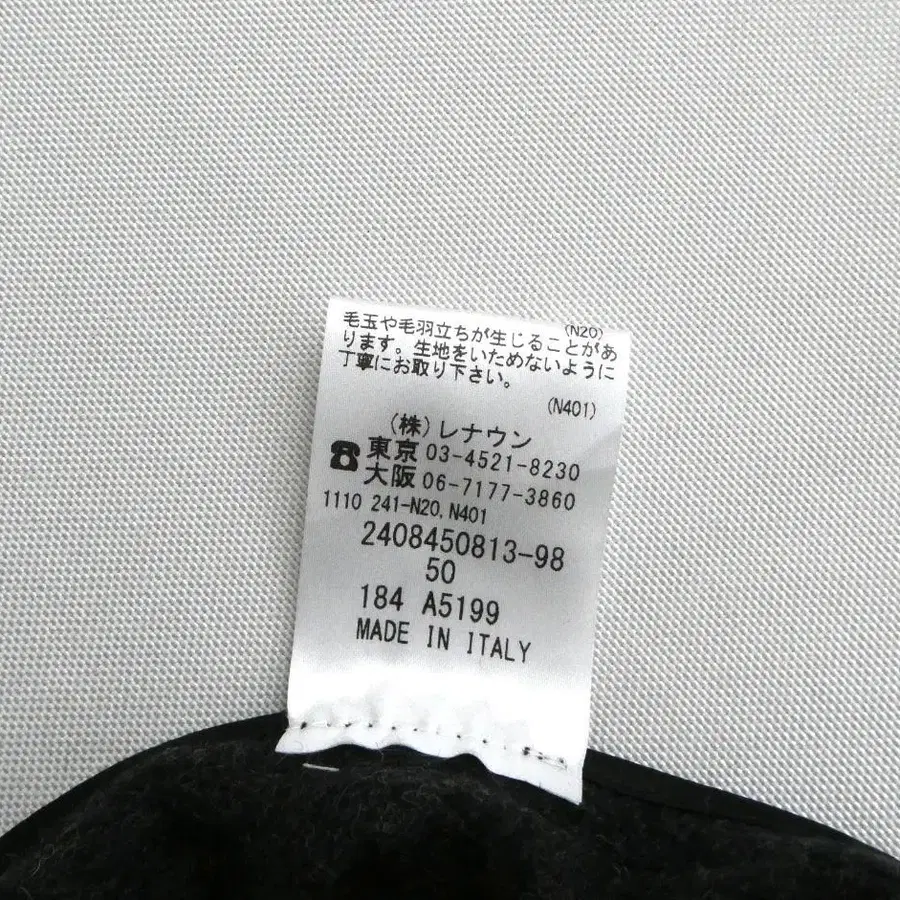 (N20)
毛玉や毛羽立ちが生じることがあ
ります。生地をいためないように
丁寧にお取り下さい。
(N401)
(株)レナウン
☎東京 03-4521-8230
大阪 06-7177-3860
1110 241-N20,N401
2408450813-98
50
184 A5199
MADE IN ITALY